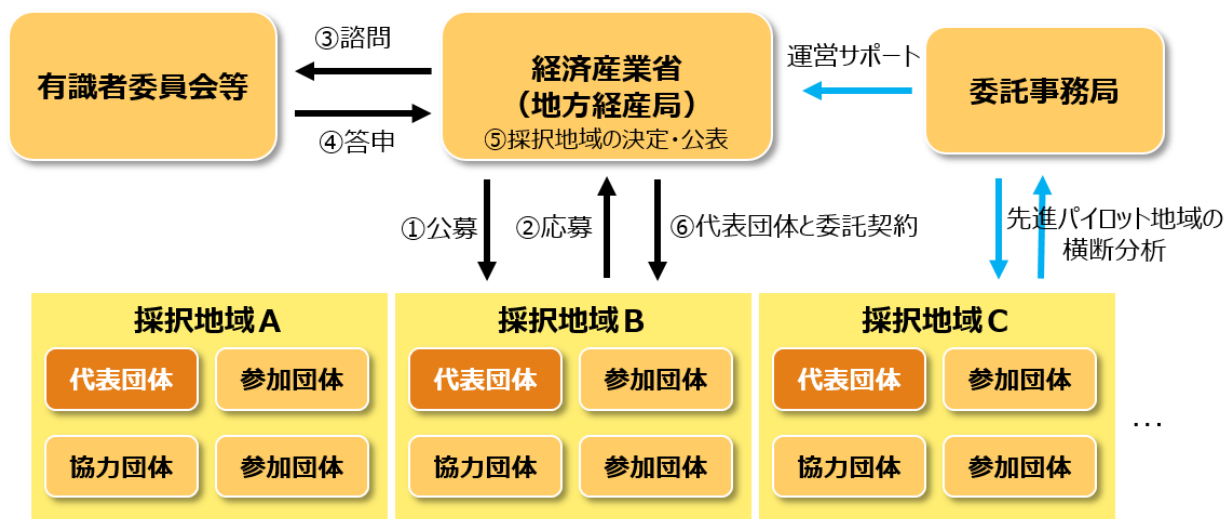 有識者委員会等
③諮問
④答申
経済産業省
（地方経産局）
⑤採択地域の決定・公表
運営サポート
委託事務局
①公募
②応募
⑥代表団体と委託契約
先進パイロット地域の
横断分析
採択地域A
代表団体
参加団体
協力団体
参加団体
採択地域B
代表団体
参加団体
協力団体
参加団体
採択地域C
代表団体
参加団体
協力団体
参加団体
…